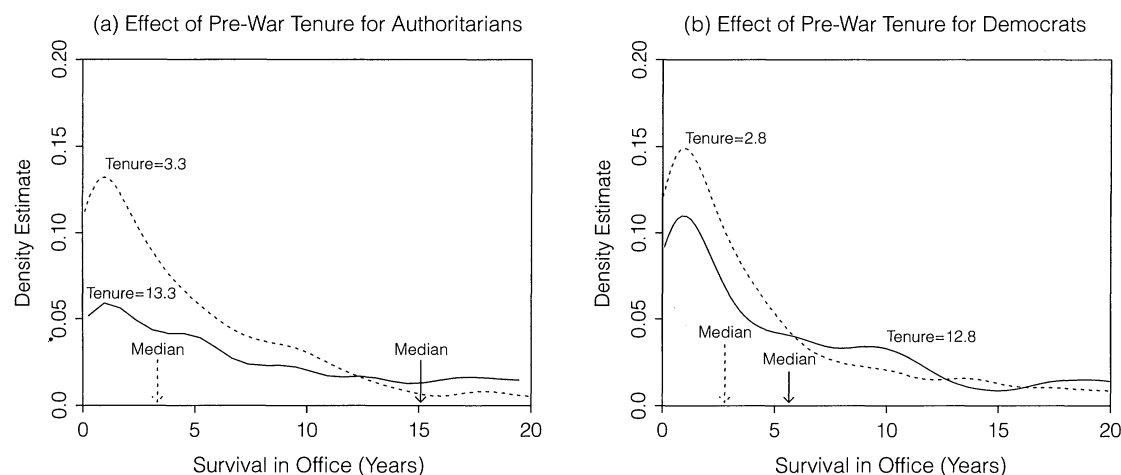 (a) Effect of Pre-War Tenure for Authoritarians
0.20
0.15
0.10
0.05
0.0
Density Estimate
Tenure=3.3
Tenure=13.3
Median
Median
0 5 10 15 20
Survival in Office (Years)
(b) Effect of Pre-War Tenure for Democrats
0.20
0.15
0.10
0.05
0.0
Density Estimate
Tenure=2.8
Tenure=12.8
Median
Median
0 5 10 15 20
Survival in Office (Years)